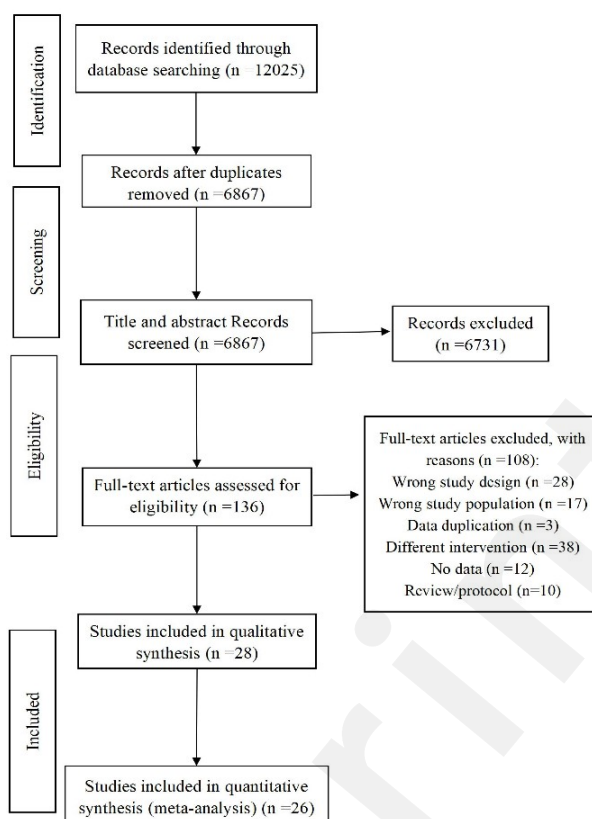 Identification
Records identified through
database searching (n =12025)
Records after duplicates
removed (n =6867)
Screening
Title and abstract Records
screened (n =6867)
Records excluded
(n =6731)
Eligibility
Full-text articles assessed for
eligibility (n =136)
Full-text articles excluded, with
reasons (n =108):
Wrong study design (n =28)
Wrong study population (n =17)
Data duplication (n =3)
Different intervention (n =38)
No data (n =12)
Review/protocol (n=10)
Included
Studies included in qualitative
synthesis (n =28)
Studies included in quantitative
synthesis (meta-analysis) (n =26)
rint